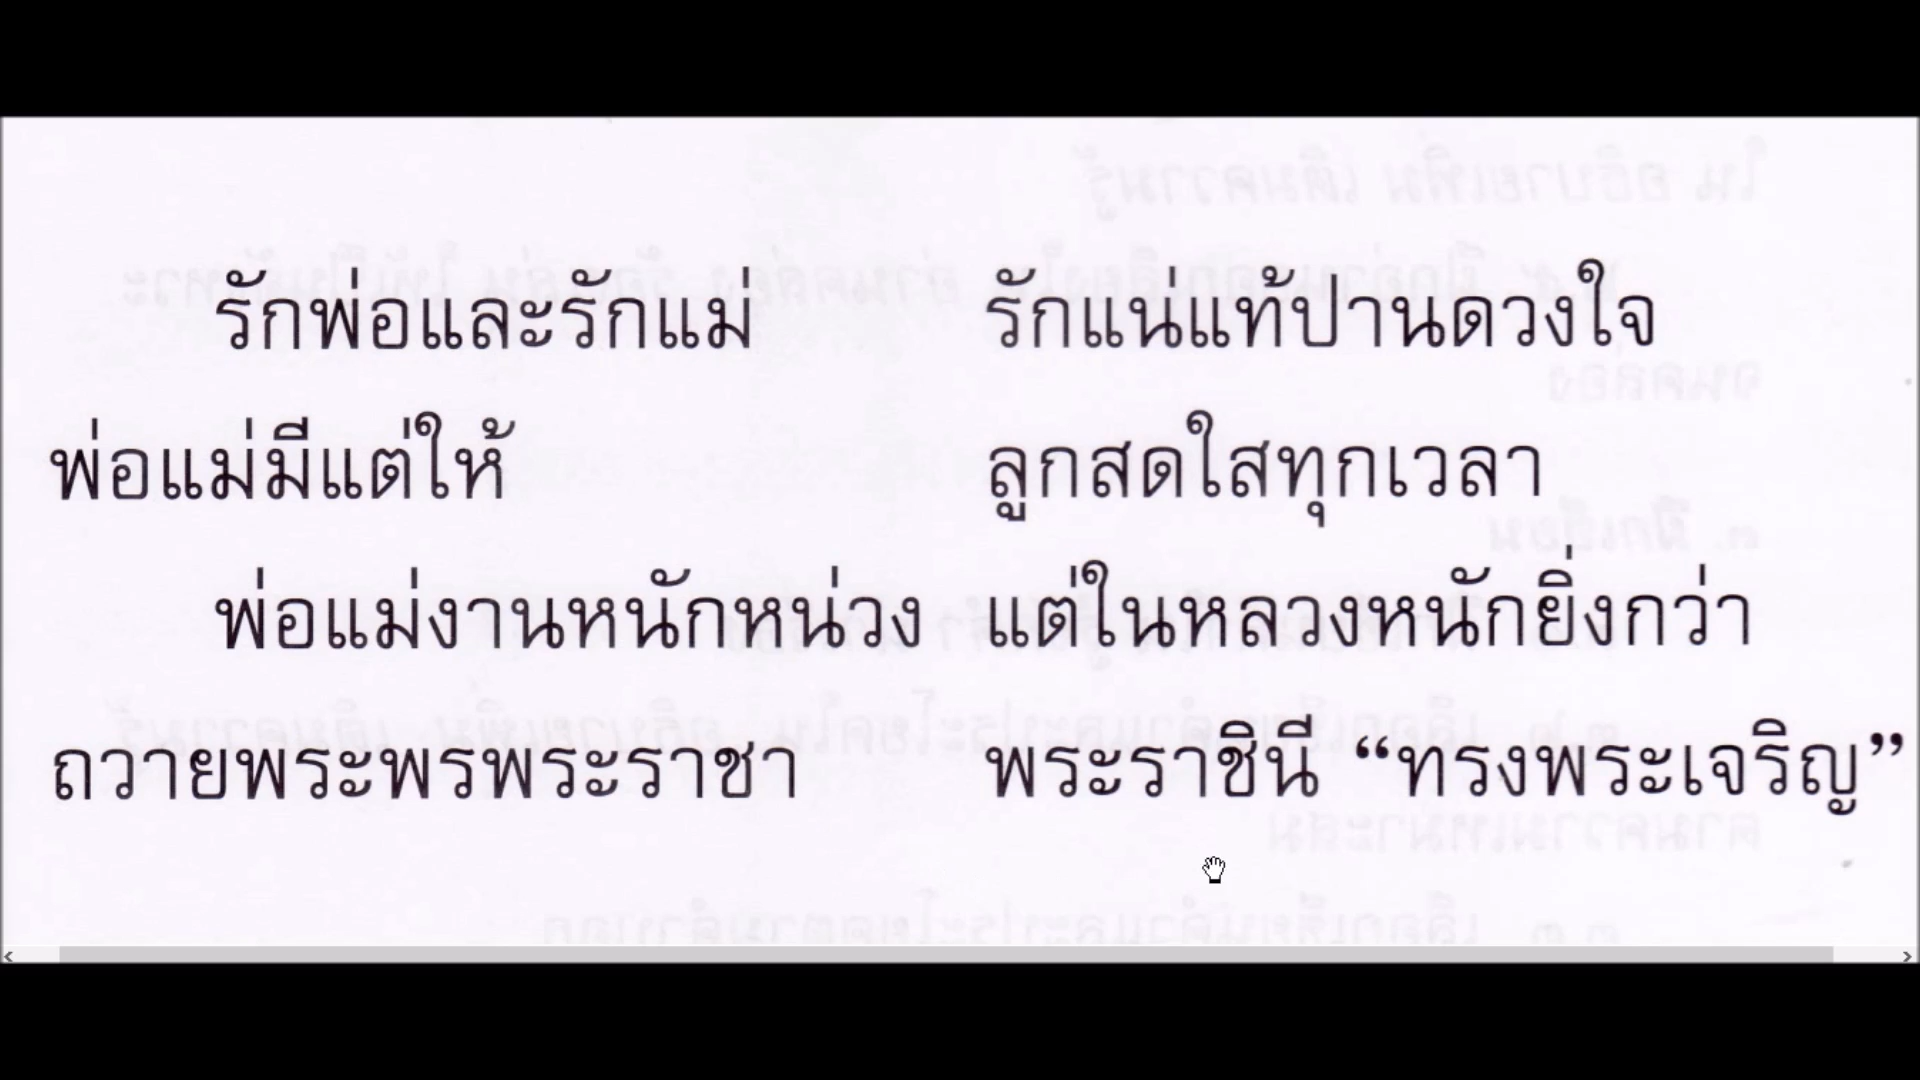 รักพ่อและรักแม่ รักแน่แท้ปานดวงใจ
พ่อแม่มีแต่ให้ ลูกสดใสทุกเวลา
พ่อแม่งานหนักหน่วง แต่ในหลวงหนักยิ่งกว่า
ถวายพระพรพระราชา พระราชินี “ทรงพระเจริญ”